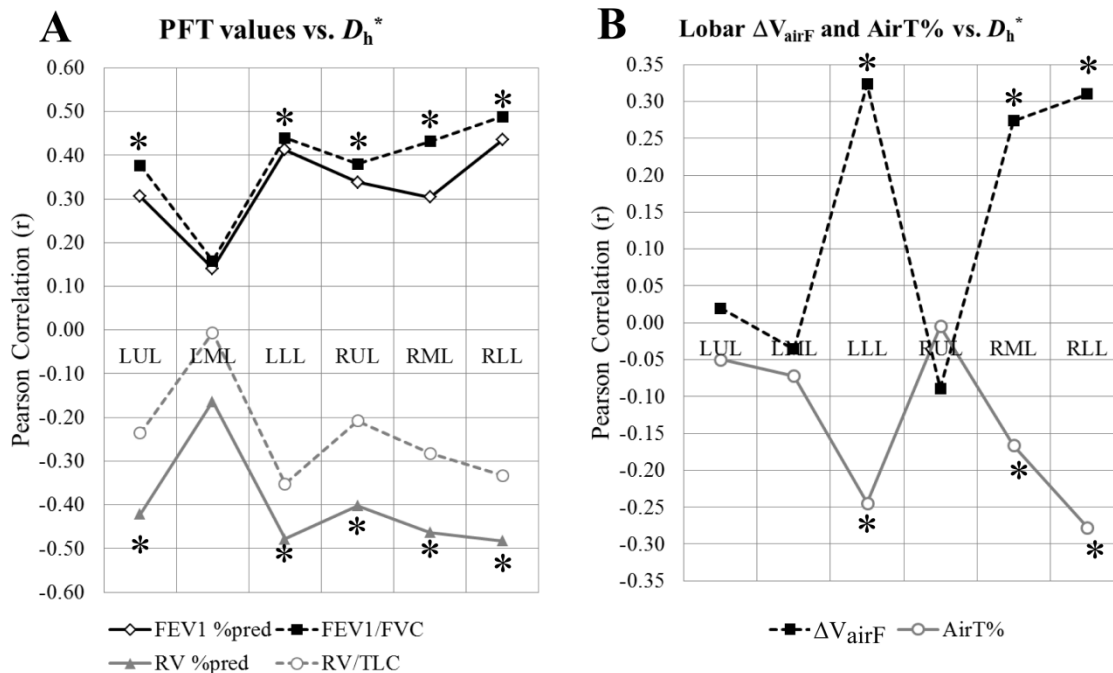 A
PFT values vs. Dh*
0.60
0.50
0.40
0.30
0.20
0.10
0.00
-0.10
-0.20
-0.30
-0.40
-0.50
-0.60
Pearson Correlation (r)
LUL LML LLL RUL RML RLL
* * * * *
* * * * *
FEV1 %pred FEV1/FVC
RV %pred RV/TLC
B
Lobar ΔVairF and AirT% vs. Dh*
0.35
0.30
0.25
0.20
0.15
0.10
0.05
0.00
-0.05
-0.10
-0.15
-0.20
-0.25
-0.30
-0.35
Pearson Correlation (r)
LUL LML LLL RUL RML RLL
* * *
* * *
ΔVairF AirT%